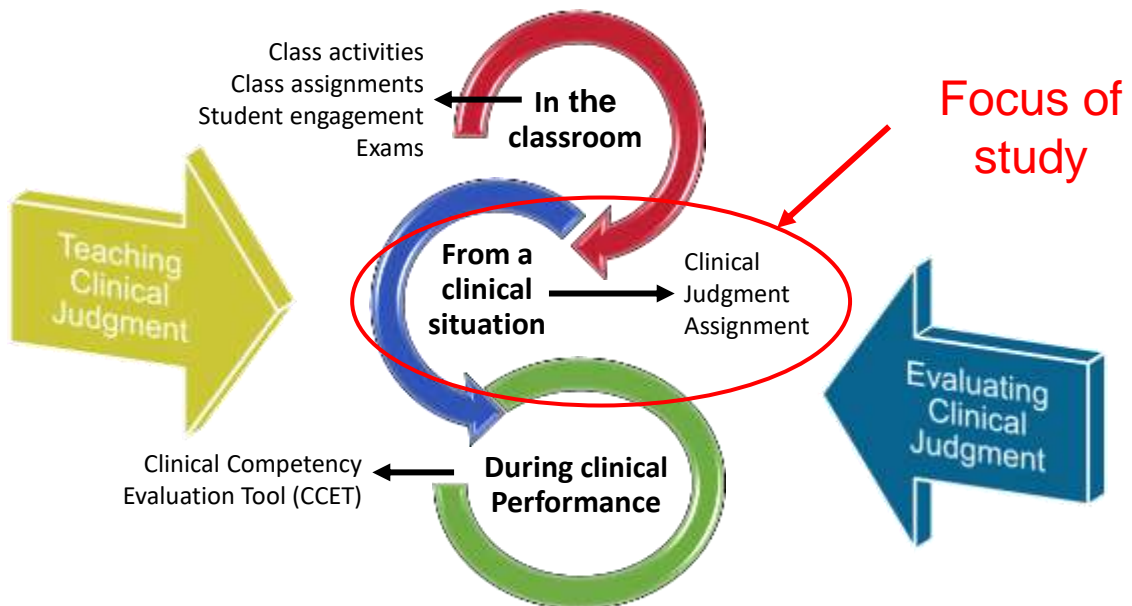 Class activities
Class assignments
Student engagement
Exams
In the
classroom
Focus of
study
Teaching
Clinical
Judgment
From a
clinical
situation
Clinical
Judgment
Assignment
Evaluating
Clinical
Judgment
Clinical Competency
Evaluation Tool (CCET)
During clinical
Performance